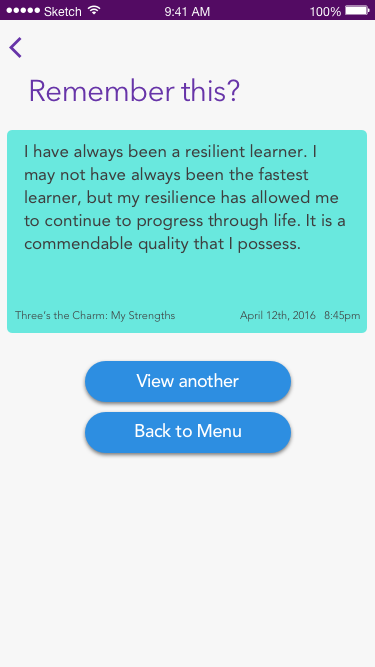 Sketch 9:41 AM 100%
Remember this?
I have always been a resilient learner. I
may not have always been the fastest
learner, but my resilience has allowed me
to continue to progress through life. It is a
commendable quality that I possess.
Three's the Charm: My Strengths April 12th, 2016 8:45pm
View another
Back to Menu